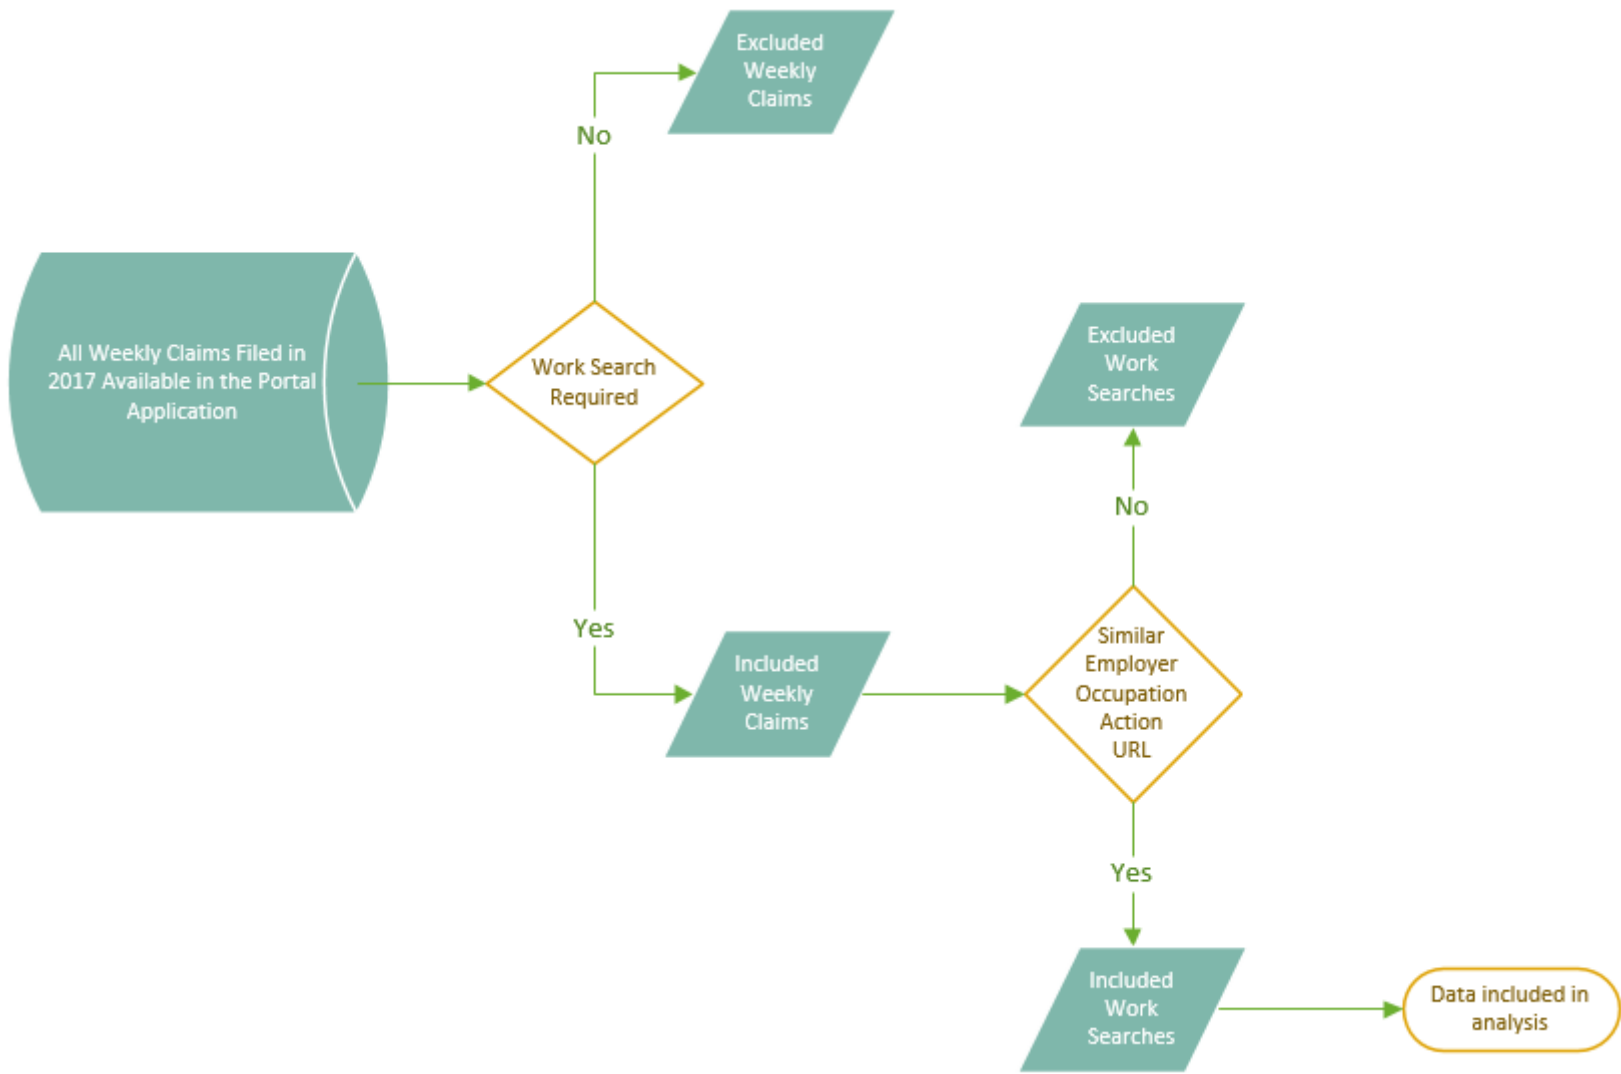 Excluded
Weekly
Claims
No
All Weekly Claims Filed in
2017 Available in the Portal
Application
Work Search
Required
Excluded
Work
Searches
No
Yes
Included
Weekly
Claims
Similar
Employer
Occupation
Action
URL
Yes
Included
Work
Searches
Data included in
analysis